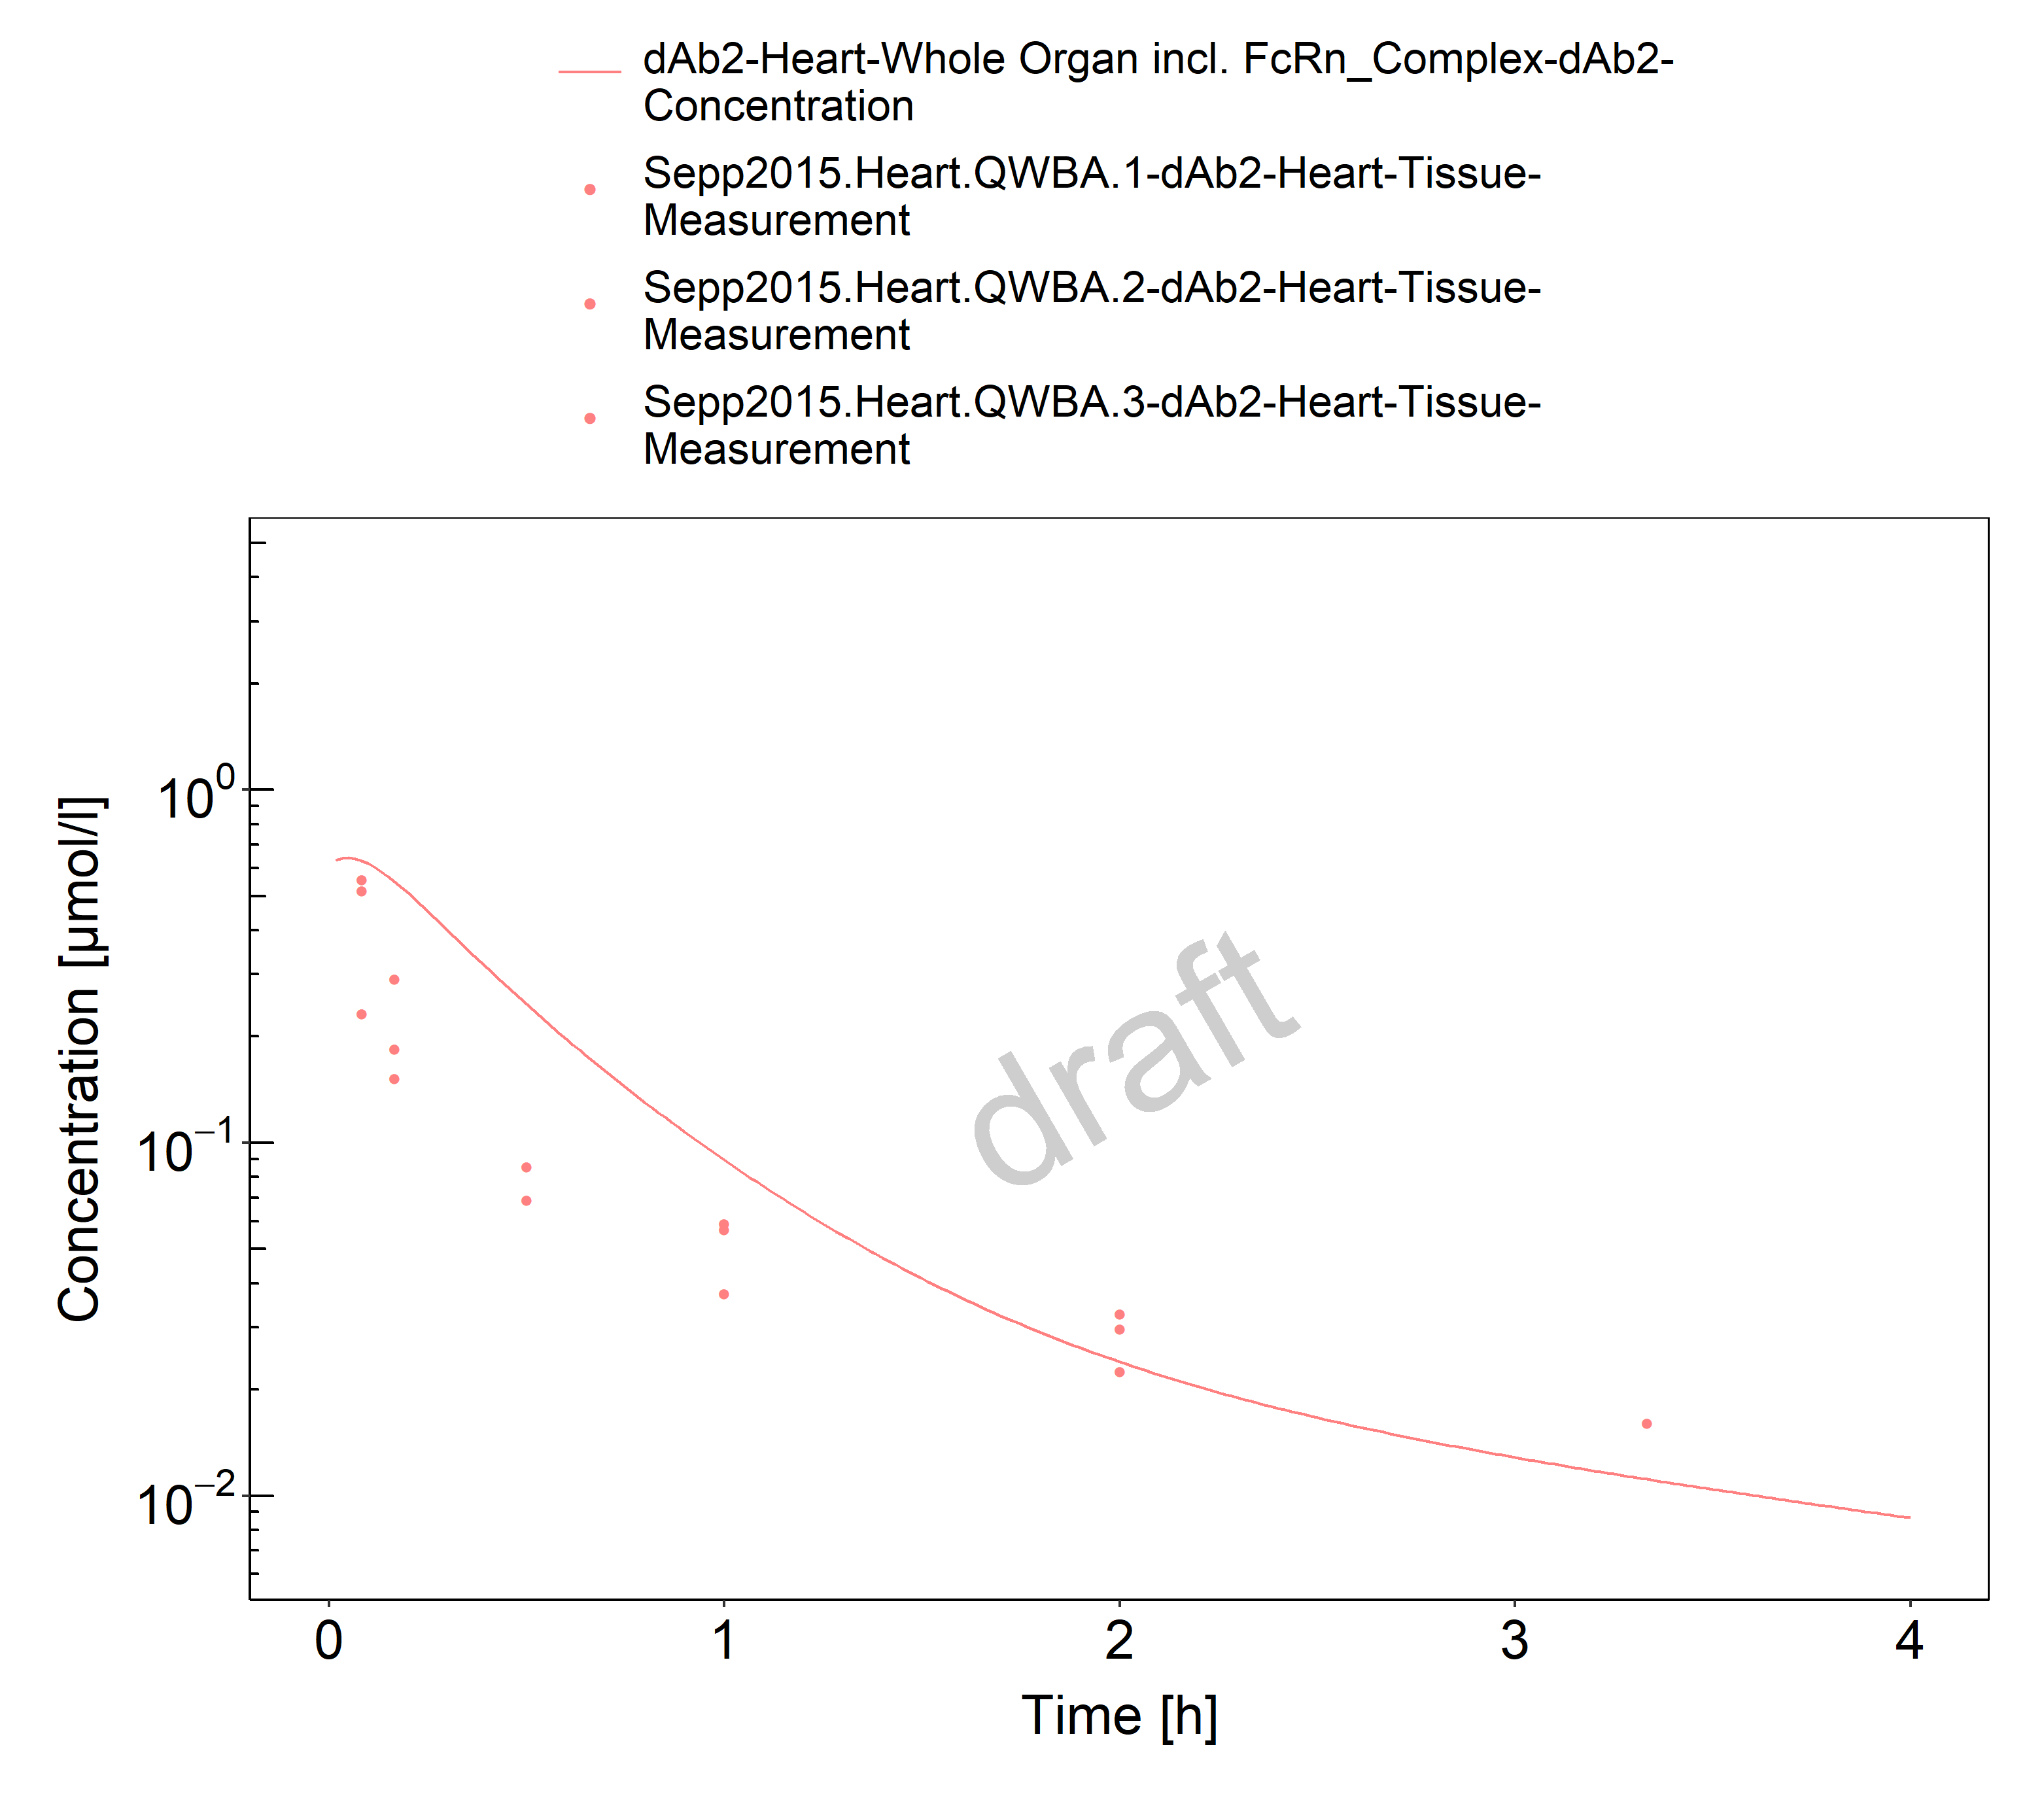 dAb2-Heart-Whole Organ incl. FcRn_Complex-dAb2-
Concentration
Sepp2015.Heart.QWBA.1-dAb2-Heart-Tissue-
Measurement
Sepp2015.Heart.QWBA.2-dAb2-Heart-Tissue-
Measurement
Sepp2015.Heart.QWBA.3-dAb2-Heart-Tissue-
Measurement
10⁰
10⁻¹
10⁻²
Concentration [µmol/l]
draft
0 1 2 3 4
Time [h]